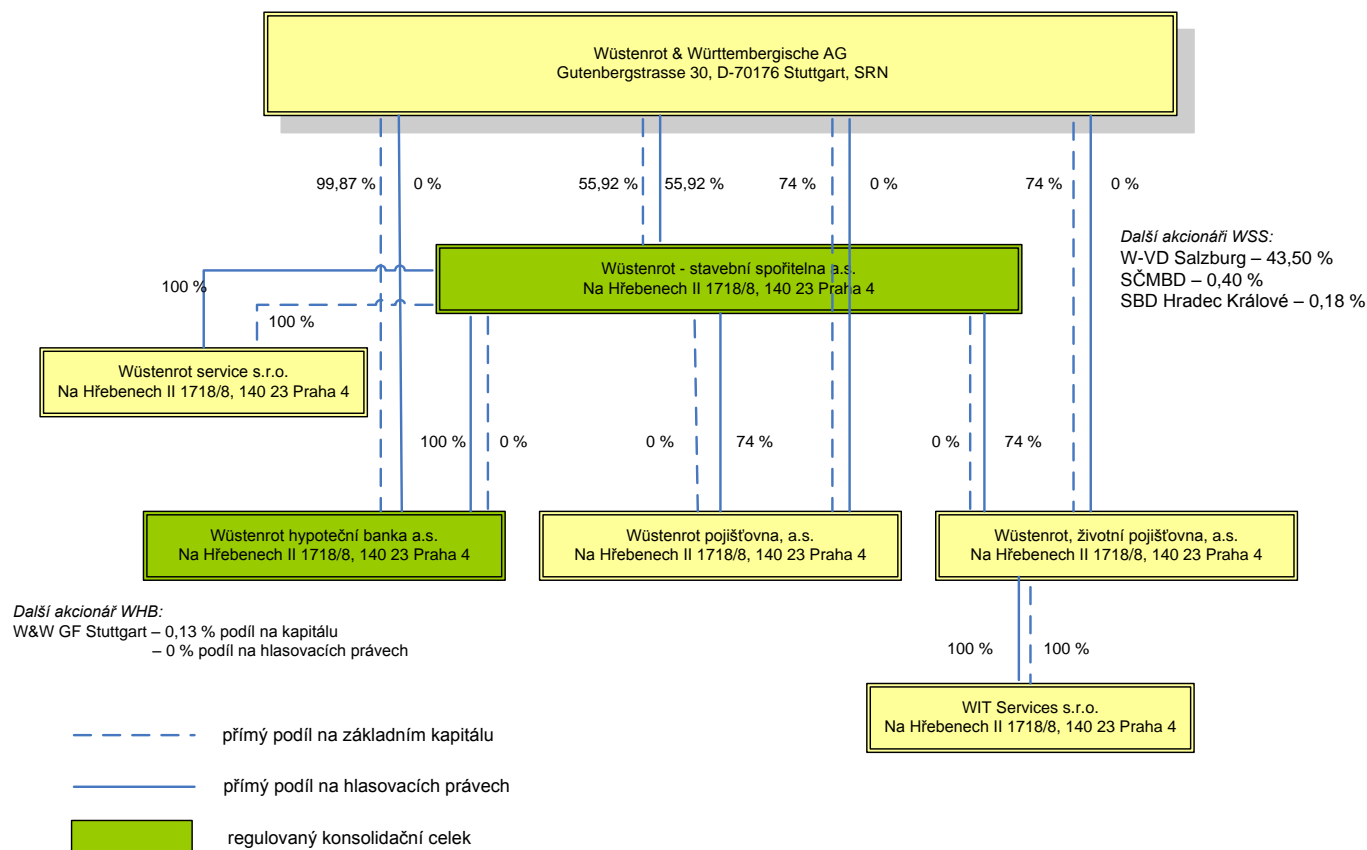 Wüstenrot & Württembergische AG
Gutenbergstrasse 30, D-70176 Stuttgart, SRN
99,87 %
0 %
55,92 %
55,92 %
74 %
0 %
74 %
0 %
Další akcionáři WSS:
W-VD Salzburg – 43,50 %
SČMBD – 0,40 %
SBD Hradec Králové – 0,18 %
Wüstenrot - stavební spořitelna a.s.
Na Hřebenech II 1718/8, 140 23 Praha 4
100 %
100 %
Wüstenrot service s.r.o.
Na Hřebenech II 1718/8, 140 23 Praha 4
100 %
0 %
0 %
74 %
0 %
74 %
Wüstenrot hypoteční banka a.s.
Na Hřebenech II 1718/8, 140 23 Praha 4
Wüstenrot pojišťovna, a.s.
Na Hřebenech II 1718/8, 140 23 Praha 4
Wüstenrot, životní pojišťovna, a.s.
Na Hřebenech II 1718/8, 140 23 Praha 4
Další akcionář WHB:
W&W GF Stuttgart – 0,13 % podíl na kapitálu
– 0 % podíl na hlasovacích právech
100 %
100 %
WIT Services s.r.o.
Na Hřebenech II 1718/8, 140 23 Praha 4
přímý podíl na základním kapitálu
přímý podíl na hlasovacích právech
regulovaný konsolidační celek